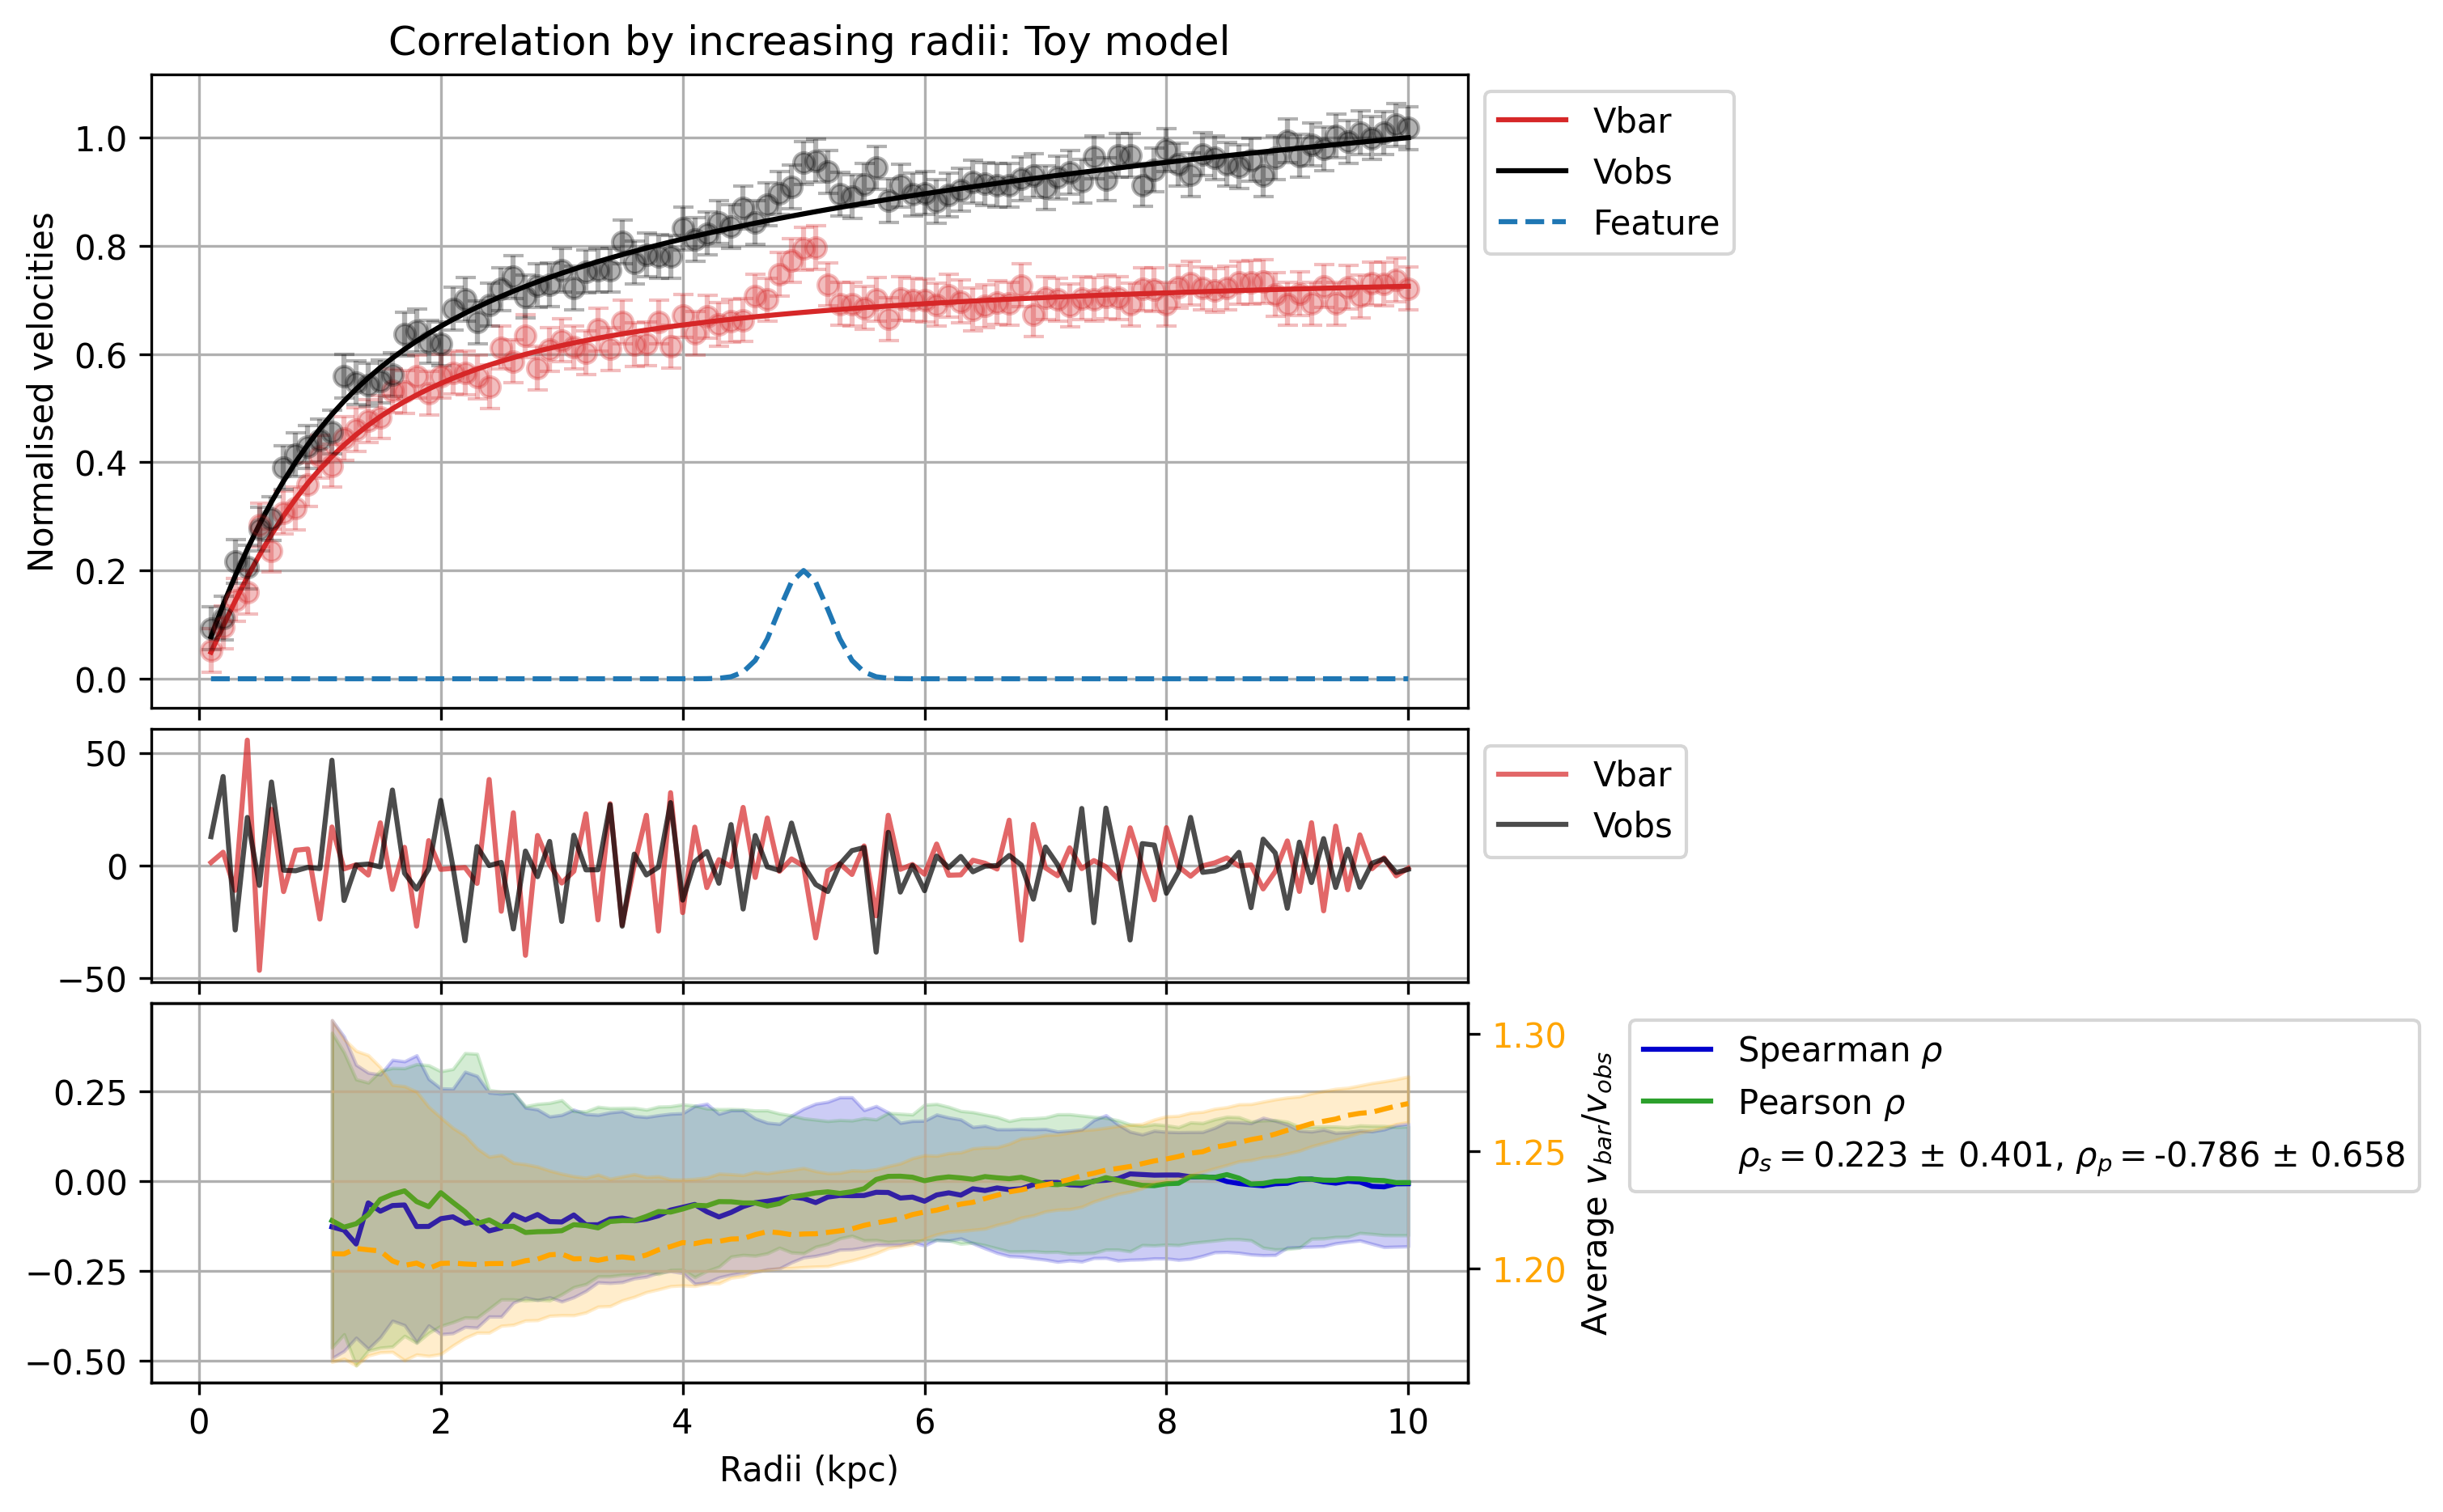 Correlation by increasing radii: Toy model
Normalised velocities
1.0
0.8
0.6
0.4
0.2
0.0
Vbar
Vobs
Feature
50
0
−50
Vbar
Vobs
0.25
0.00
−0.25
−0.50
1.30
1.25
1.20
Average v_bar/v_obs
Spearman ρ
Pearson ρ
ρ_s = 0.223 ± 0.401, ρ_p = -0.786 ± 0.658
0 2 4 6 8 10
Radii (kpc)